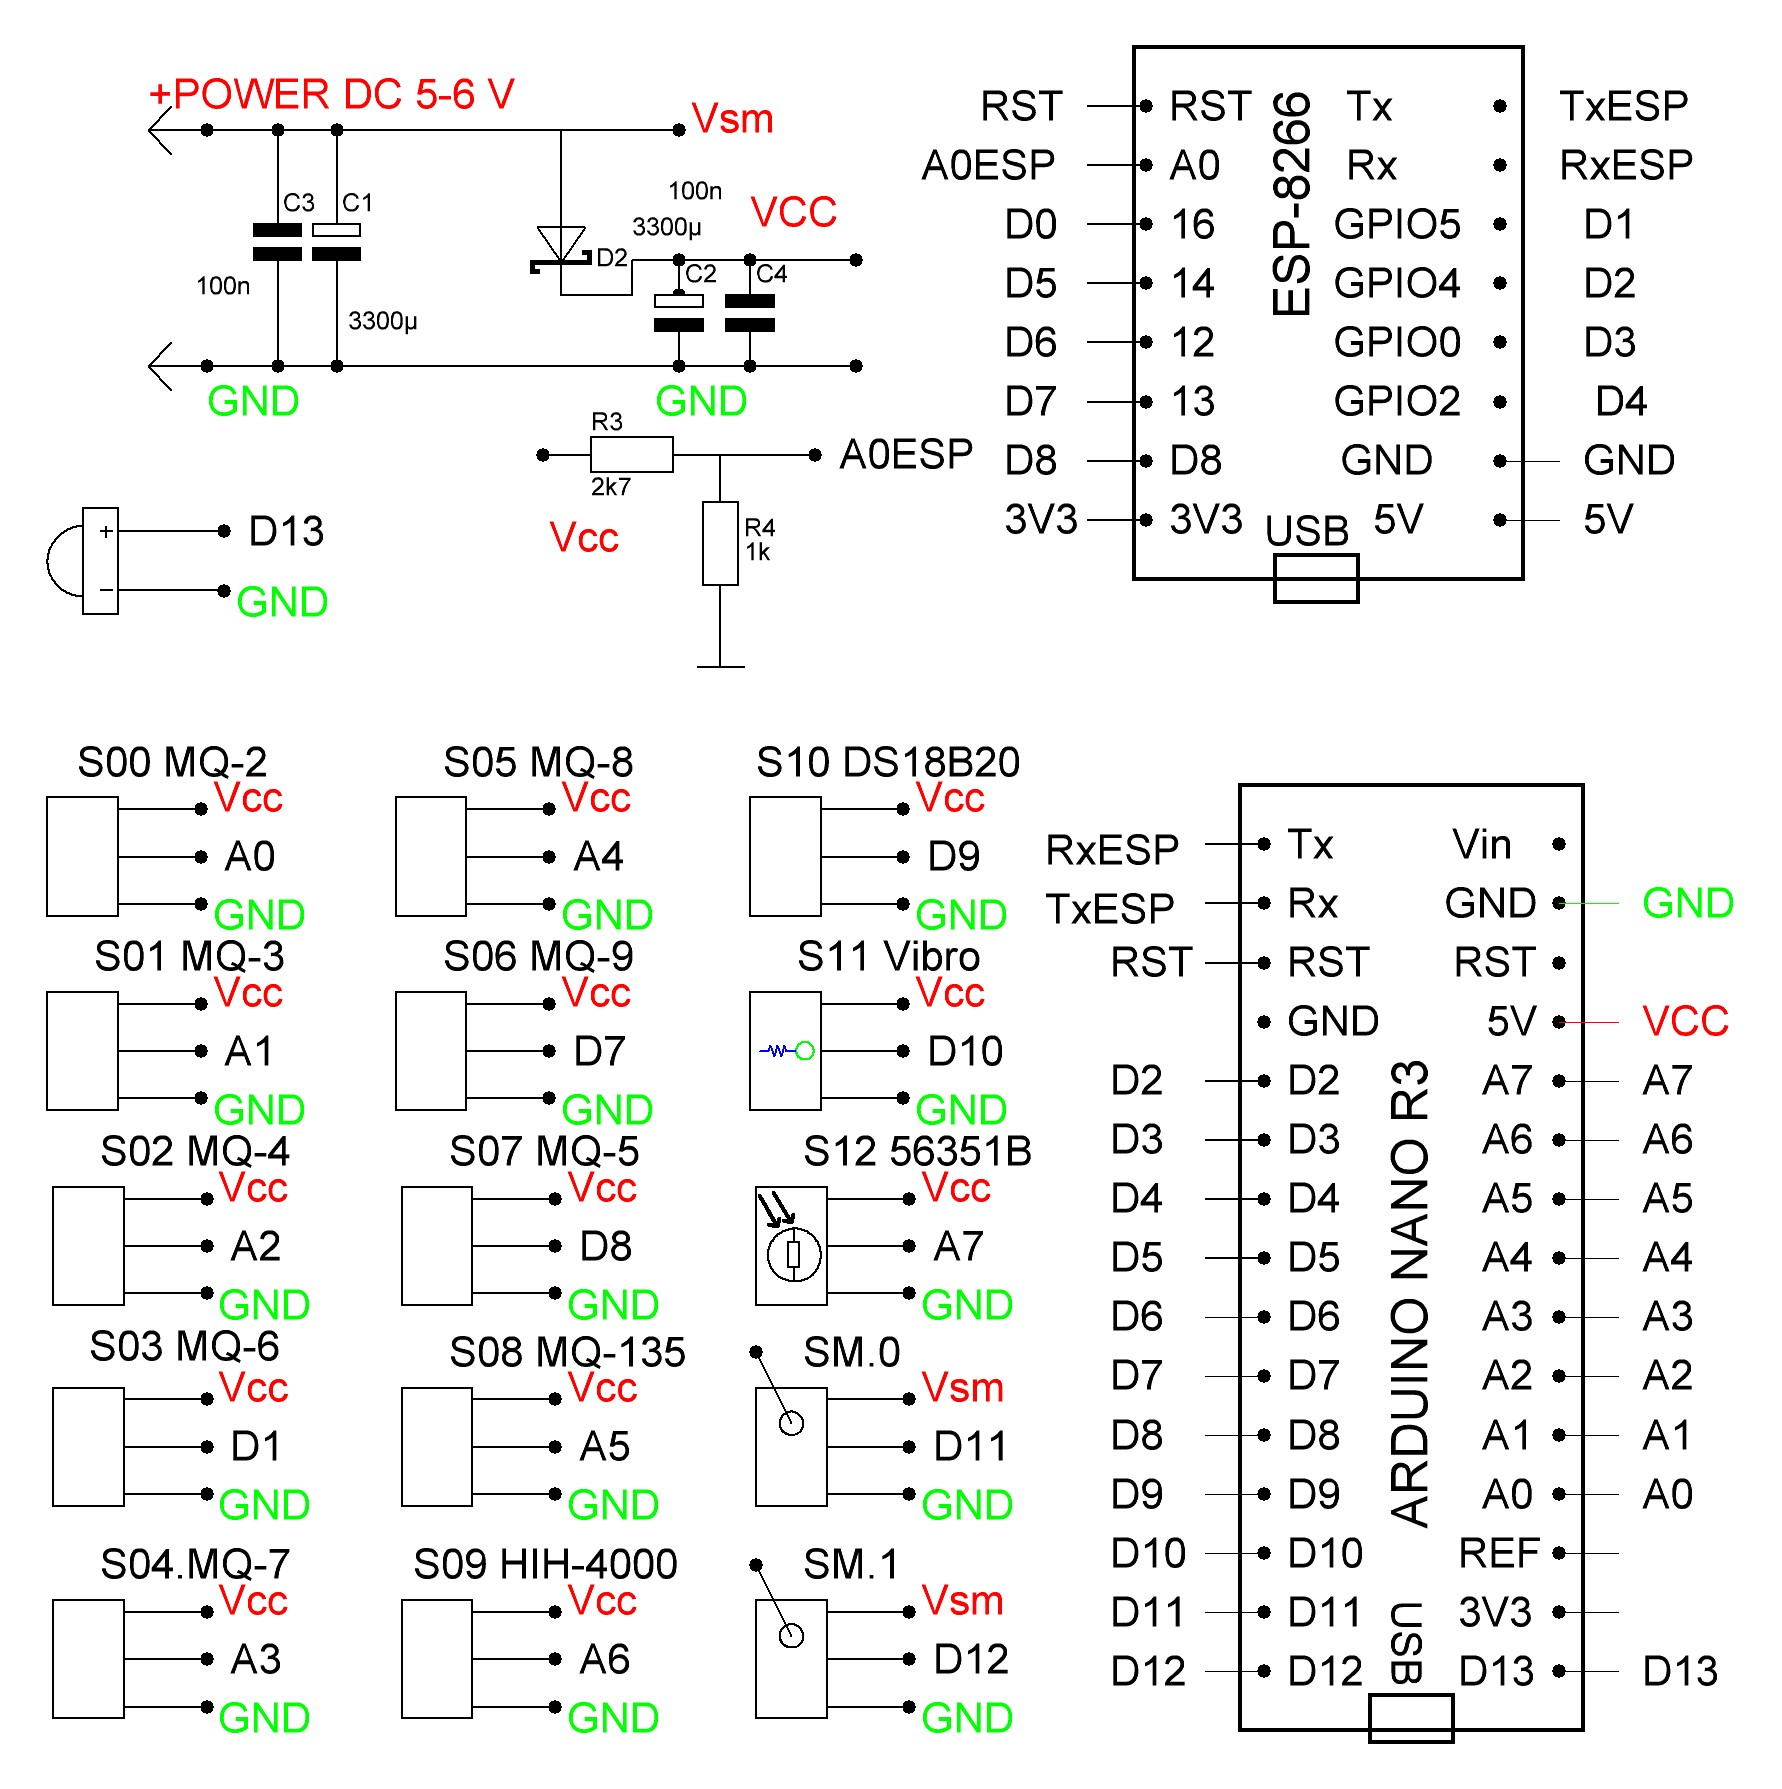 +POWER DC 5-6 V
Vsm
C3
C1
100n
3300µ
100n
3300µ
VCC
D2
C2
C4
GND
GND
R3
2k7
A0ESP
Vcc
R4
1k
+
D13
-
GND
ESP-8266
RST RST Tx TxESP
A0ESP A0 Rx RxESP
D0 16 GPIO5 D1
D5 14 GPIO4 D2
D6 12 GPIO0 D3
D7 13 GPIO2 D4
D8 D8 GND GND
3V3 3V3 5V 5V
USB
S00 MQ-2
Vcc
A0
GND
S01 MQ-3
Vcc
A1
GND
S02 MQ-4
Vcc
A2
GND
S03 MQ-6
Vcc
D1
GND
S04.MQ-7
Vcc
A3
GND
S05 MQ-8
Vcc
A4
GND
S06 MQ-9
Vcc
D7
GND
S07 MQ-5
Vcc
D8
GND
S08 MQ-135
Vcc
A5
GND
S09 HIH-4000
Vcc
A6
GND
S10 DS18B20
Vcc
D9
GND
S11 Vibro
Vcc
D10
GND
S12 56351B
Vcc
A7
GND
SM.0
Vsm
D11
GND
SM.1
Vsm
D12
GND
ARDUINO NANO R3
RxESP Tx Vin
TxESP Rx GND GND
RST RST RST
GND 5V VCC
D2 D2 A7 A7
D3 D3 A6 A6
D4 D4 A5 A5
D5 D5 A4 A4
D6 D6 A3 A3
D7 D7 A2 A2
D8 D8 A1 A1
D9 D9 A0 A0
D10 D10 REF
D11 D11 3V3
D12 D12 D13 D13
USB